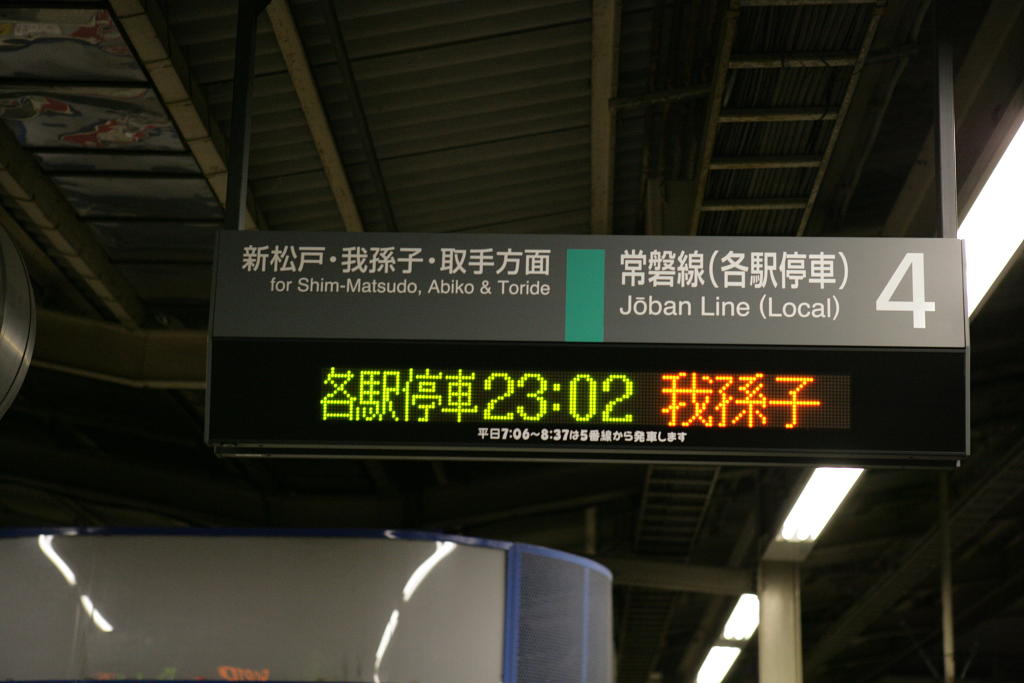 新松戸・我孫子・取手方面
for Shim-Matsudo, Abiko & Toride
常磐線(各駅停車)
Jōban Line (Local)
4
各駅停車23:02 我孫子
平日7:06～8:37は5番線から発車します